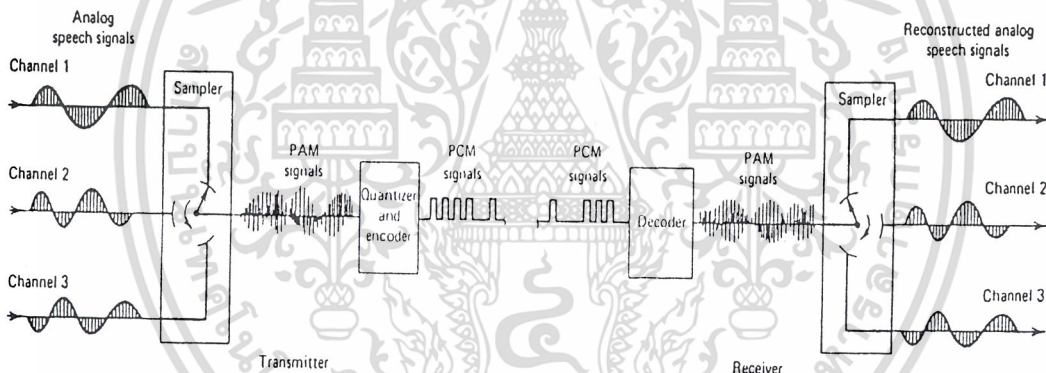 Analog
speech signals
Channel 1
Sampler
Channel 2
Channel 3
PAM
signals
Quantizer
and
encoder
PCM
signals
Transmitter
PCM
signals
Decoder
PAM
signals
Sampler
Reconstructed analog
speech signals
Channel 1
Channel 2
Channel 3
Receiver